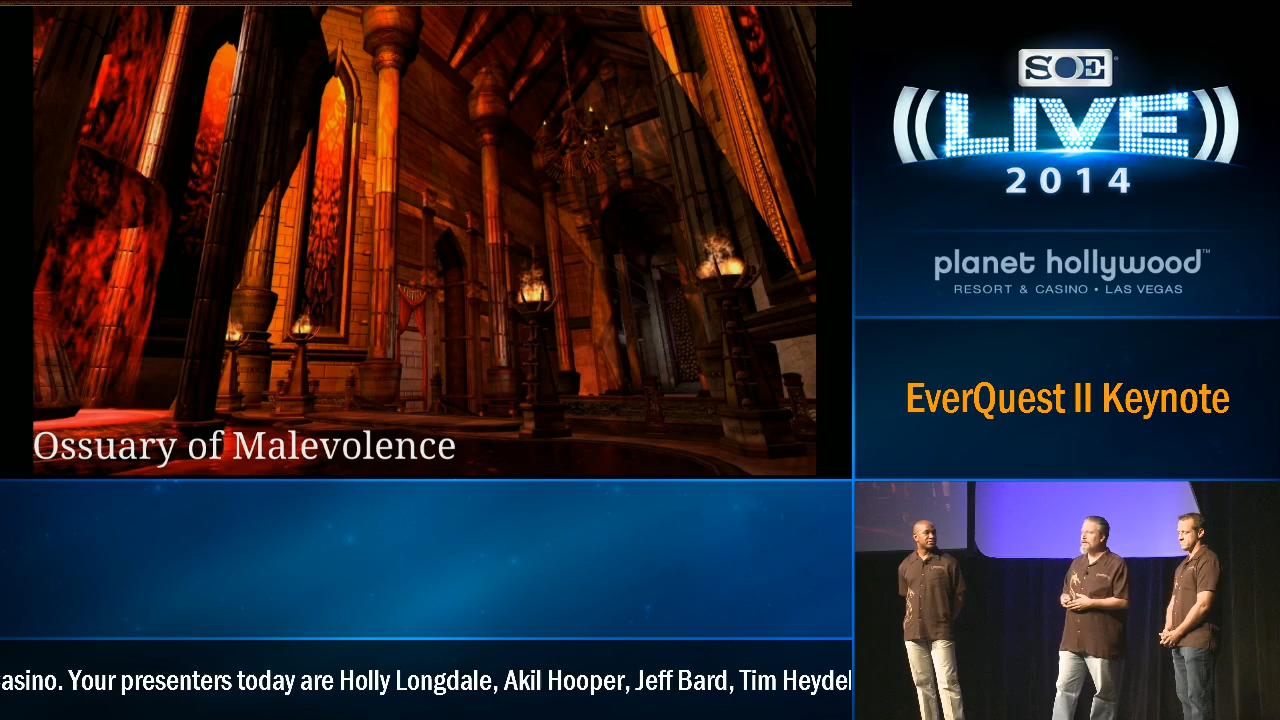 Ossuary of Malevolence
SOE
LIVE
2014
planet hollywood™
RESORT & CASINO • LAS VEGAS
EverQuest II Keynote
asino. Your presenters today are Holly Longdale, Akil Hooper, Jeff Bard, Tim Heydel